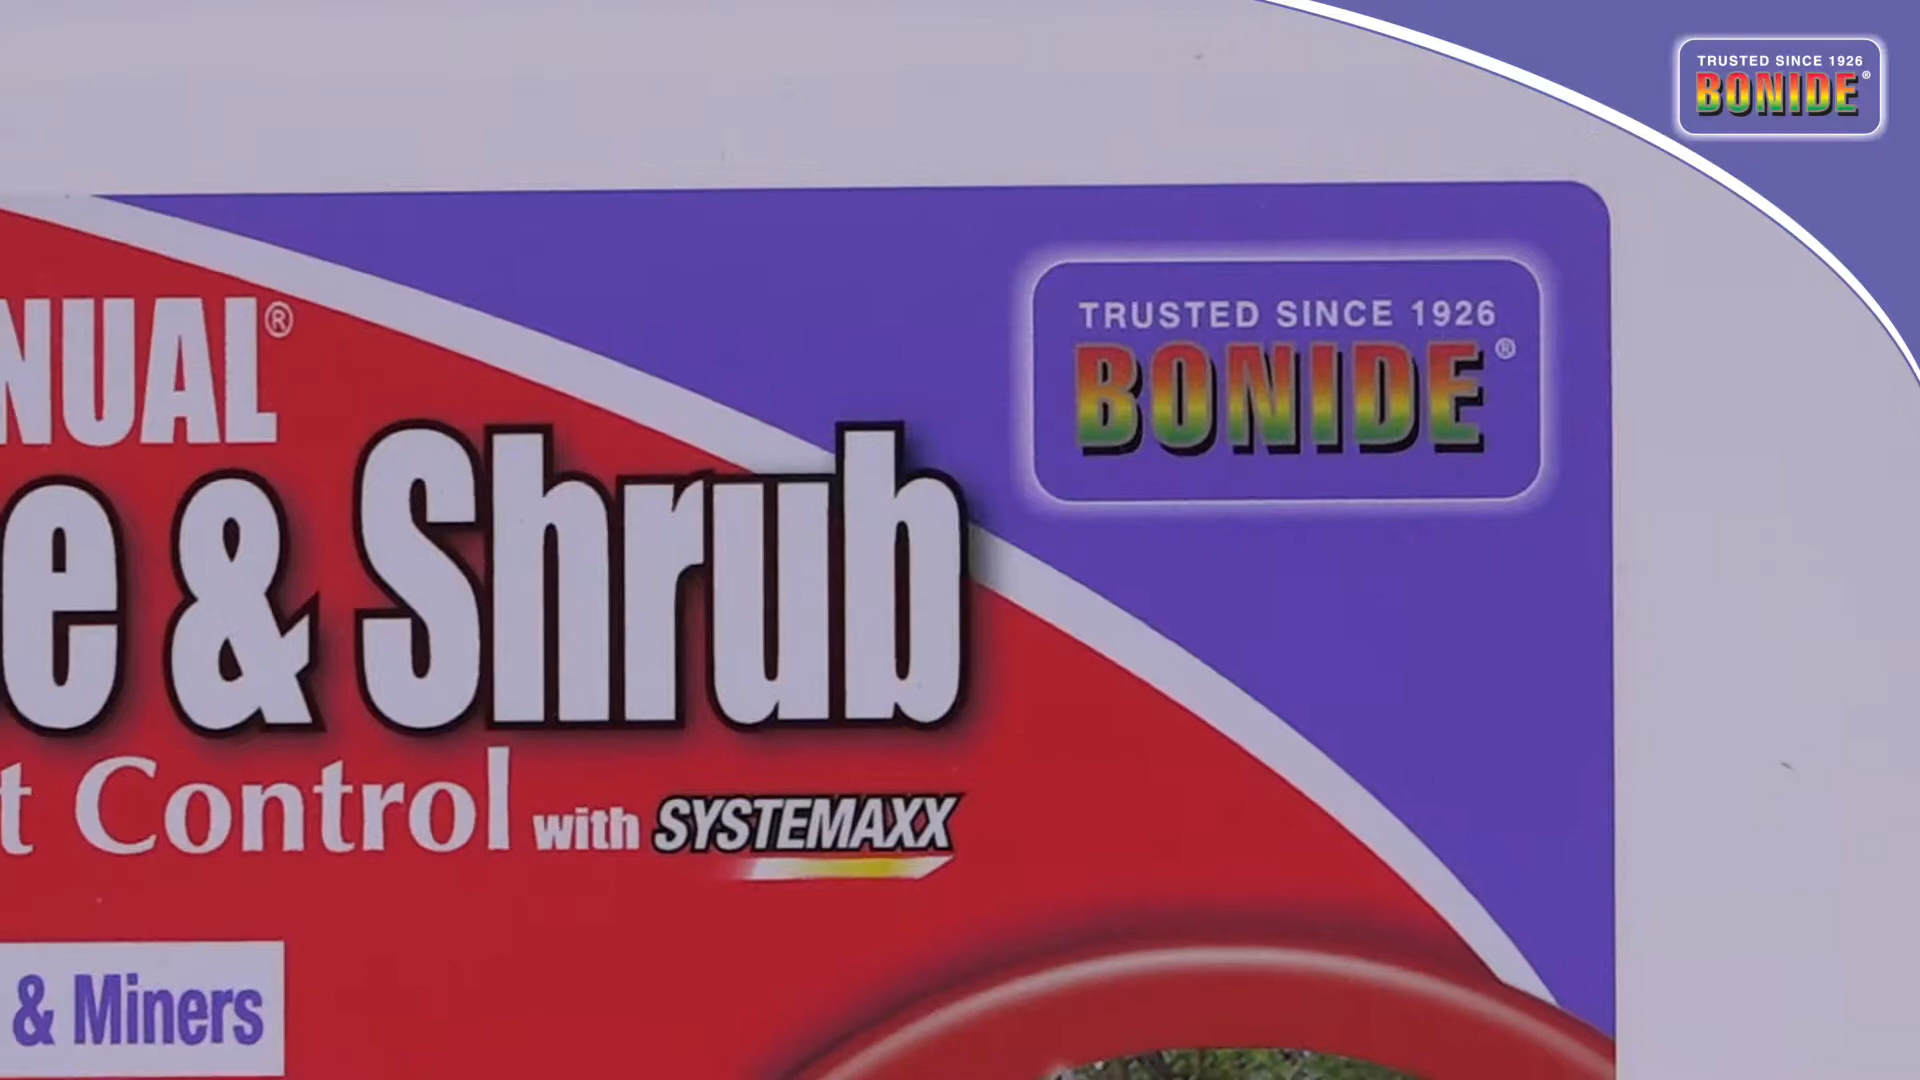 TRUSTED SINCE 1926
BONIDE®
TRUSTED SINCE 1926
BONIDE®
NUAL®
e & Shrub
t Control with SYSTEMAXX
& Miners